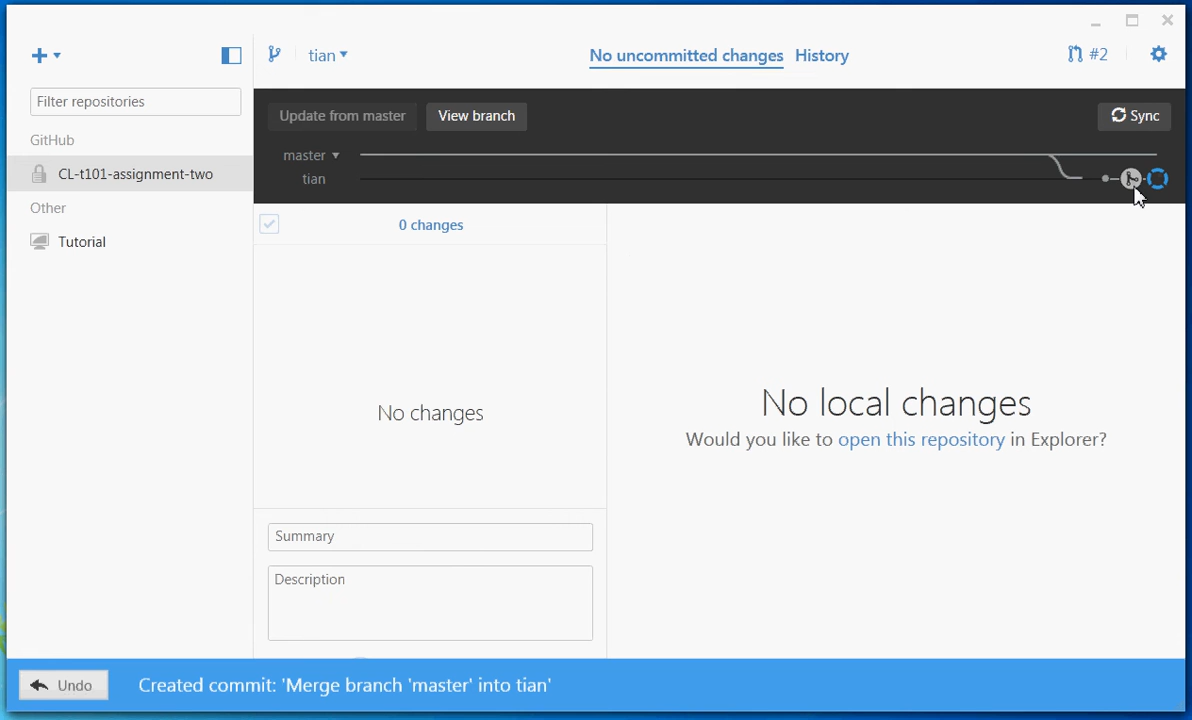 tian
No uncommitted changes
History
#2
Filter repositories
GitHub
CL-t101-assignment-two
Other
Tutorial
Update from master
View branch
Sync
master
tian
0 changes
No changes
Summary
Description
No local changes
Would you like to open this repository in Explorer?
Undo
Created commit: 'Merge branch 'master' into tian'